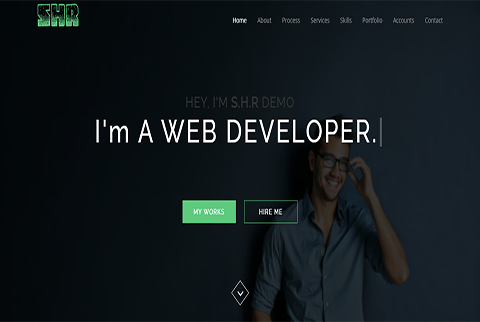 SHR
Home About Process Services Skills Portfolio Accounts Contact
HEY, I'M S.H.R DEMO
I'm A WEB DEVELOPER.
MY WORKS HIRE ME